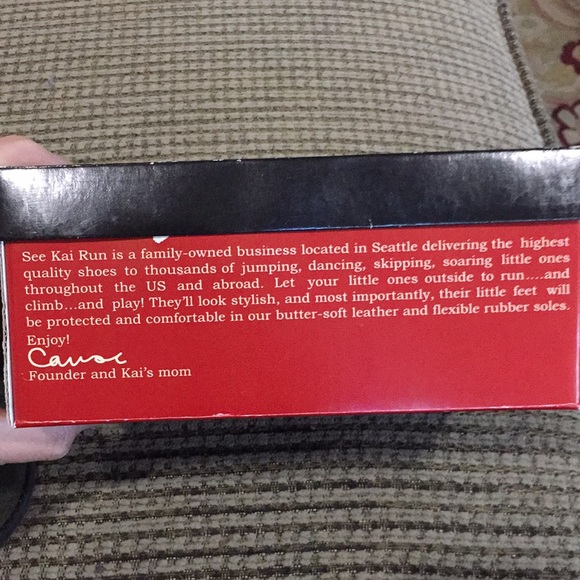 See Kai Run is a family-owned business located in Seattle delivering the highest
quality shoes to thousands of jumping, dancing, skipping, soaring little ones
throughout the US and abroad. Let your little ones outside to run....and
climb...and play! They'll look stylish, and most importantly, their little feet will
be protected and comfortable in our butter-soft leather and flexible rubber soles.
Enjoy!
Founder and Kai's mom